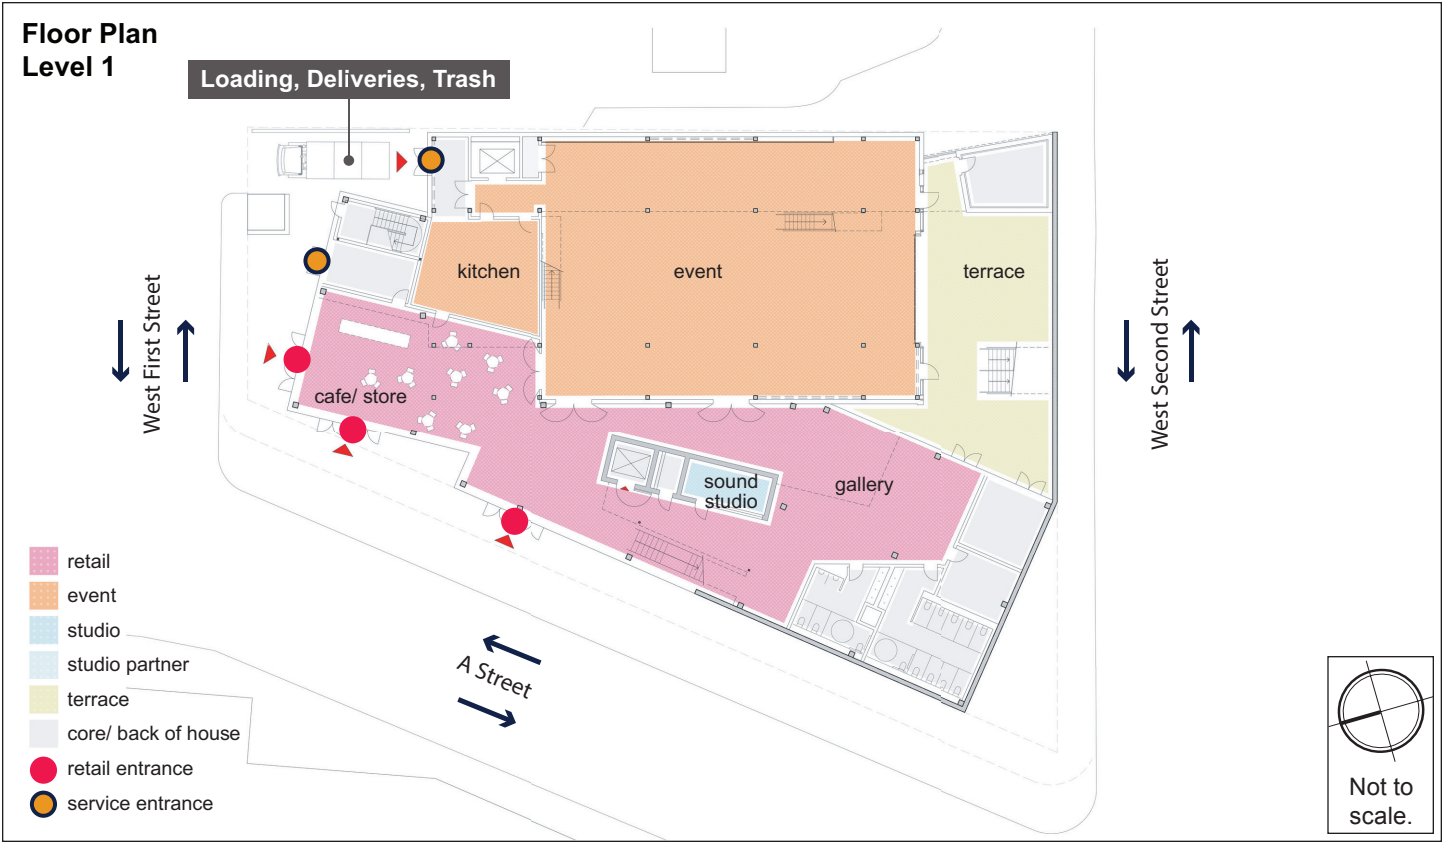 Floor Plan
Level 1
Loading, Deliveries, Trash
kitchen
event
terrace
West First Street
West Second Street
cafe/ store
sound
studio
gallery
retail
event
studio
studio partner
terrace
core/ back of house
retail entrance
service entrance
A Street
Not to
scale.